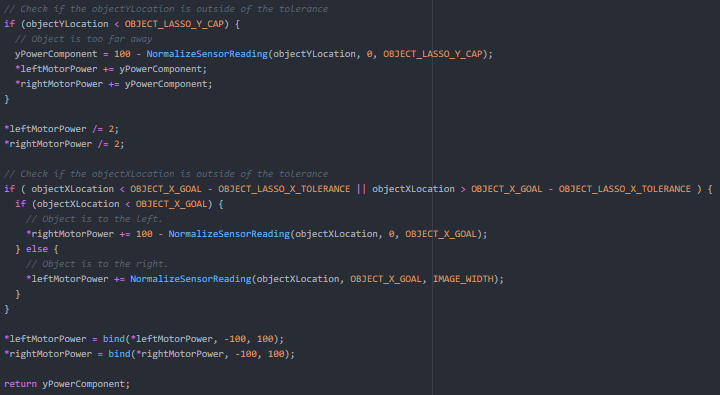 // Check if the objectYLocation is outside of the tolerance
if (objectYLocation < OBJECT_LASSO_Y_CAP) {
  // Object is too far away
  yPowerComponent = 100 - NormalizeSensorReading(objectYLocation, 0, OBJECT_LASSO_Y_CAP);
  *leftMotorPower += yPowerComponent;
  *rightMotorPower += yPowerComponent;
}

*leftMotorPower /= 2;
*rightMotorPower /= 2;

// Check if the objectXLocation is outside of the tolerance
if ( objectXLocation < OBJECT_X_GOAL - OBJECT_LASSO_X_TOLERANCE || objectXLocation > OBJECT_X_GOAL - OBJECT_LASSO_X_TOLERANCE ) {
  if (objectXLocation < OBJECT_X_GOAL) {
    // Object is to the left.
    *rightMotorPower += 100 - NormalizeSensorReading(objectXLocation, 0, OBJECT_X_GOAL);
  } else {
    // Object is to the right.
    *leftMotorPower += NormalizeSensorReading(objectXLocation, OBJECT_X_GOAL, IMAGE_WIDTH);
  }
}

*leftMotorPower = bind(*leftMotorPower, -100, 100);
*rightMotorPower = bind(*rightMotorPower, -100, 100);

return yPowerComponent;